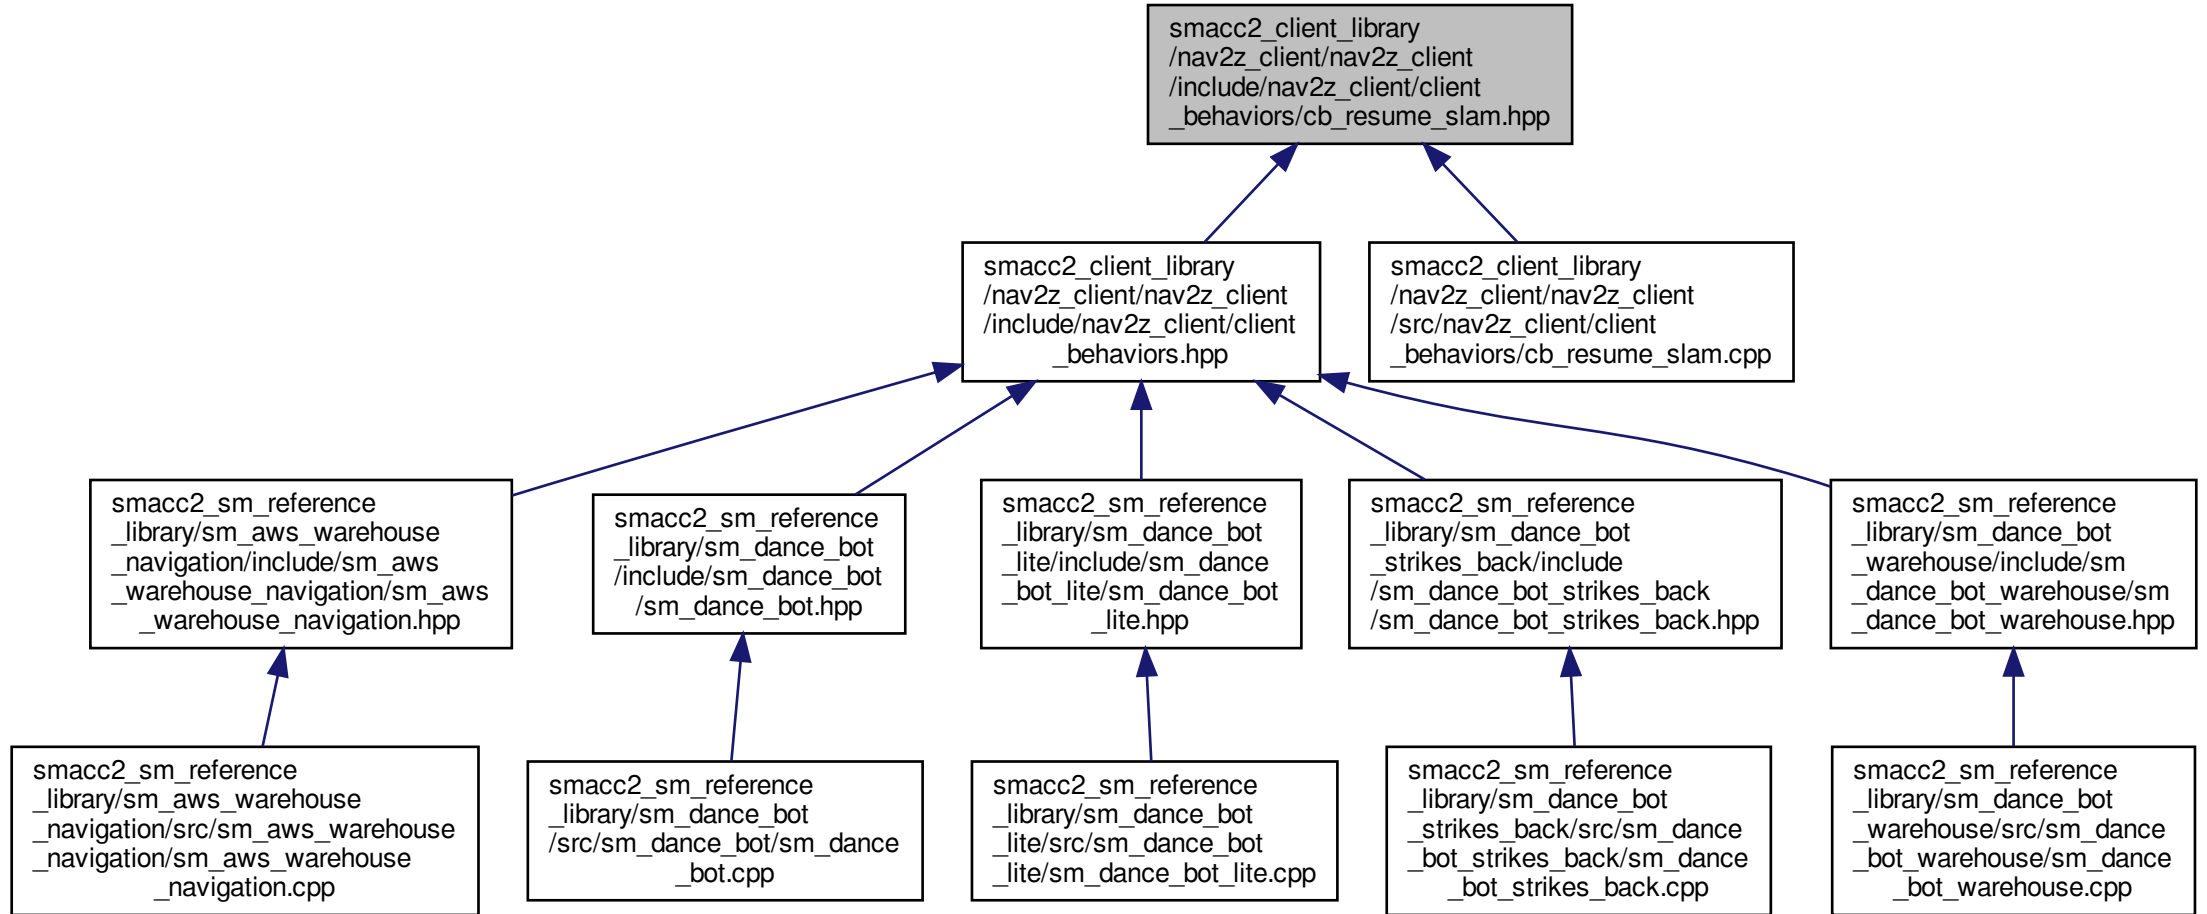 smacc2_client_library
/nav2z_client/nav2z_client
/include/nav2z_client/client
_behaviors/cb_resume_slam.hpp
smacc2_client_library
/nav2z_client/nav2z_client
/include/nav2z_client/client
_behaviors.hpp
smacc2_client_library
/nav2z_client/nav2z_client
/src/nav2z_client/client
_behaviors/cb_resume_slam.cpp
smacc2_sm_reference
_library/sm_aws_warehouse
_navigation/include/sm_aws
_warehouse_navigation/sm_aws
_warehouse_navigation.hpp
smacc2_sm_reference
_library/sm_dance_bot
/include/sm_dance_bot
/sm_dance_bot.hpp
smacc2_sm_reference
_library/sm_dance_bot
_lite/include/sm_dance
_bot_lite/sm_dance_bot
_lite.hpp
smacc2_sm_reference
_library/sm_dance_bot
_strikes_back/include
/sm_dance_bot_strikes_back
/sm_dance_bot_strikes_back.hpp
smacc2_sm_reference
_library/sm_dance_bot
_warehouse/include/sm
_dance_bot_warehouse/sm
_dance_bot_warehouse.hpp
smacc2_sm_reference
_library/sm_aws_warehouse
_navigation/src/sm_aws_warehouse
_navigation/sm_aws_warehouse
_navigation.cpp
smacc2_sm_reference
_library/sm_dance_bot
/src/sm_dance_bot/sm_dance
_bot.cpp
smacc2_sm_reference
_library/sm_dance_bot
_lite/src/sm_dance_bot
_lite/sm_dance_bot_lite.cpp
smacc2_sm_reference
_library/sm_dance_bot
_strikes_back/src/sm_dance
_bot_strikes_back/sm_dance
_bot_strikes_back.cpp
smacc2_sm_reference
_library/sm_dance_bot
_warehouse/src/sm_dance
_bot_warehouse/sm_dance
_bot_warehouse.cpp